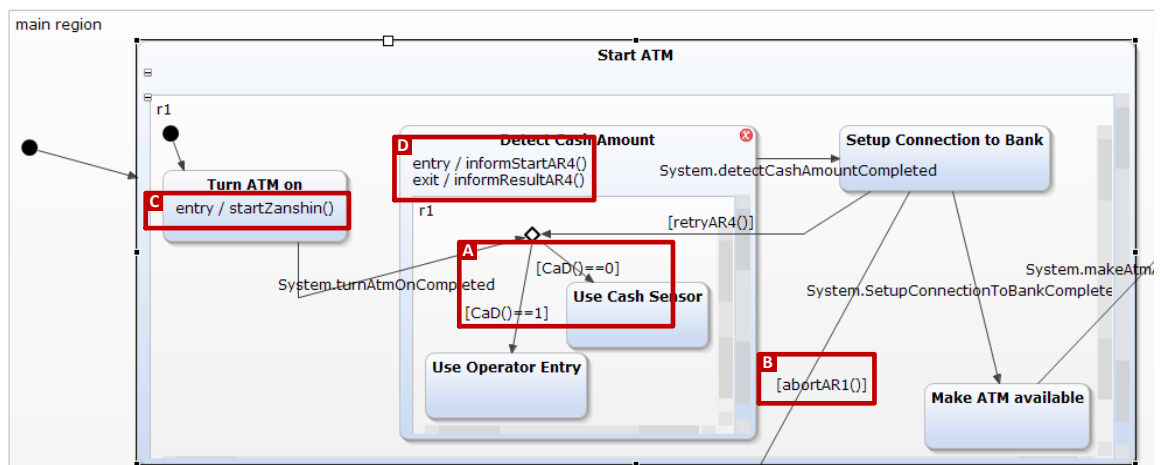 main region
Start ATM
r1
Detect Cash Amount
D
entry / informStartAR4()
exit / informResultAR4()
Setup Connection to Bank
System.detectCashAmountCompleted
Turn ATM on
C
entry / startZanshin()
r1
[retryAR4()]
A
[CaD()==0]
System.turnAtmOnCompleted
Use Cash Sensor
[CaD()==1]
System.makeAtmA
System.SetupConnectionToBankComplete
Use Operator Entry
B
[abortAR1()]
Make ATM available